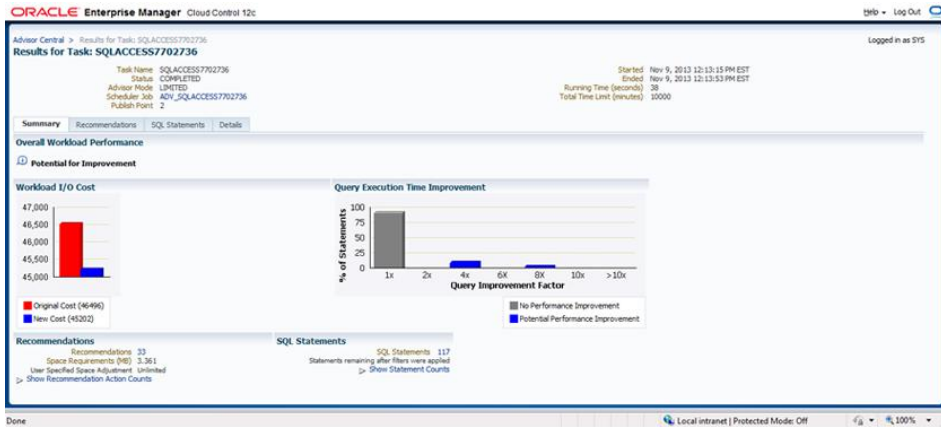 ORACLE Enterprise Manager Cloud Control 12c
Help Log Out
Advisor Central > Results for Task: SQLACCESS7702736
Logged in as SYS
Results for Task: SQLACCESS7702736
Task Name SQLACCESS7702736
Status COMPLETED
Advisor Mode LIMITED
Scheduler Job ADV_SQLACCESS7702736
Publish Point 2
Started Nov 9, 2013 12:13:15 PM EST
Ended Nov 9, 2013 12:13:53 PM EST
Running Time (seconds) 38
Total Time Limit (minutes) 10000
Summary Recommendations SQL Statements Details
Overall Workload Performance
Potential for Improvement
Workload I/O Cost
47,000
46,500
46,000
45,500
45,000
Original Cost (46496)
New Cost (45202)
Query Execution Time Improvement
% of Statements
100
75
50
25
0
1x 2x 4x 6X 8X 10x >10x
Query Improvement Factor
No Performance Improvement
Potential Performance Improvement
Recommendations
Recommendations 33
Space Requirements (MB) 3.361
User Specified Space Adjustment Unlimited
Show Recommendation Action Counts
SQL Statements
SQL Statements 117
Statements remaining after filters were applied
Show Statement Counts
Done
Local intranet | Protected Mode: Off
100%